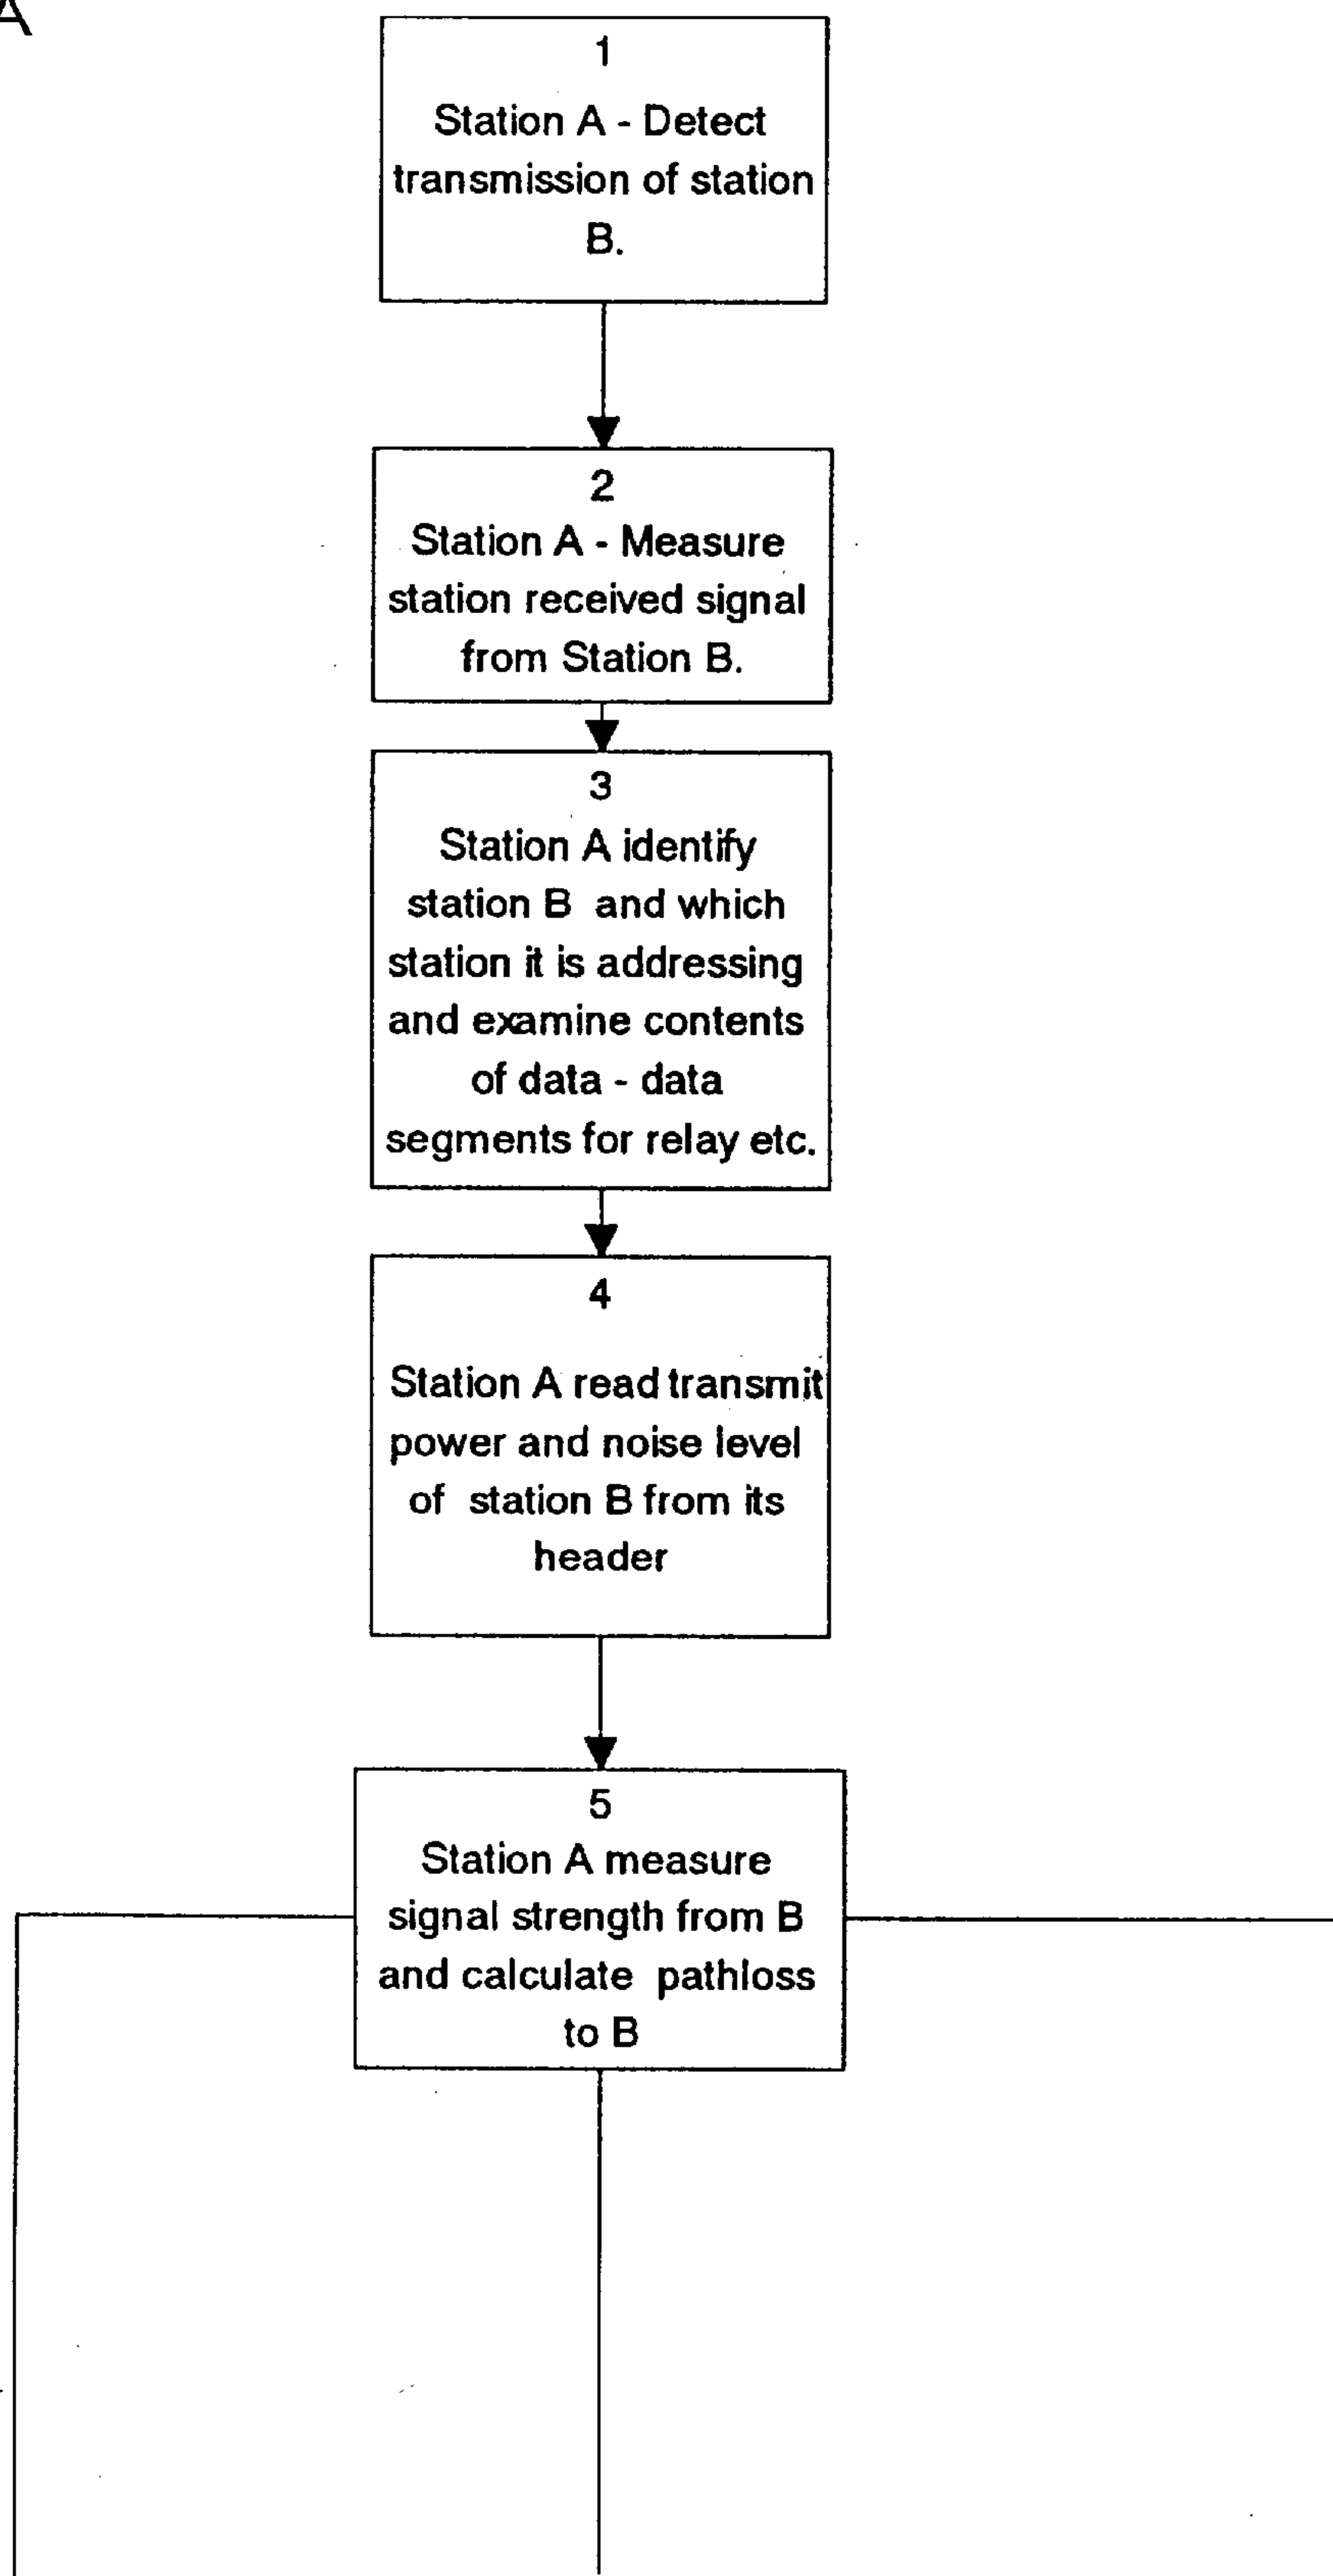 A
1
Station A - Detect
transmission of station
B.
2
Station A - Measure
station received signal
from Station B.
3
Station A identify
station B and which
station it is addressing
and examine contents
of data - data
segments for relay etc.
4
Station A read transmit
power and noise level
of station B from its
header
5
Station A measure
signal strength from B
and calculate pathloss
to B